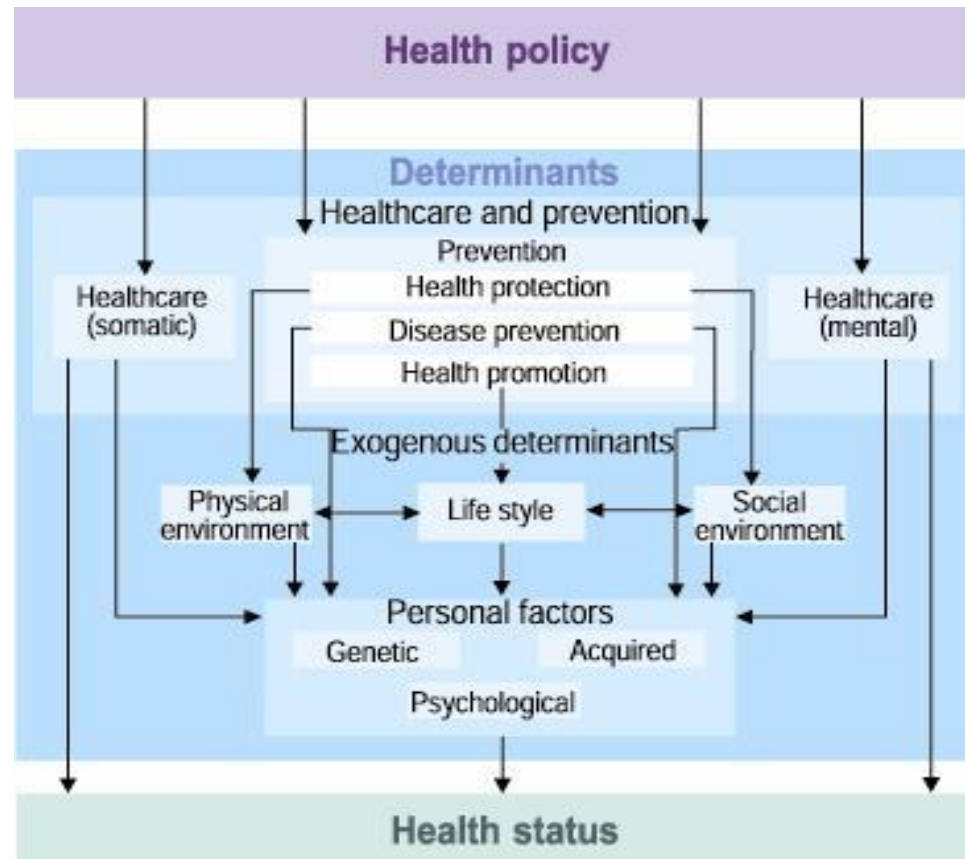 Health policy
Determinants
Healthcare and prevention
Prevention
Health protection
Healthcare
(somatic)
Healthcare
(mental)
Disease prevention
Health promotion
Exogenous determinants
Physical
environment
Life style
Social
environment
Personal factors
Genetic
Acquired
Psychological
Health status